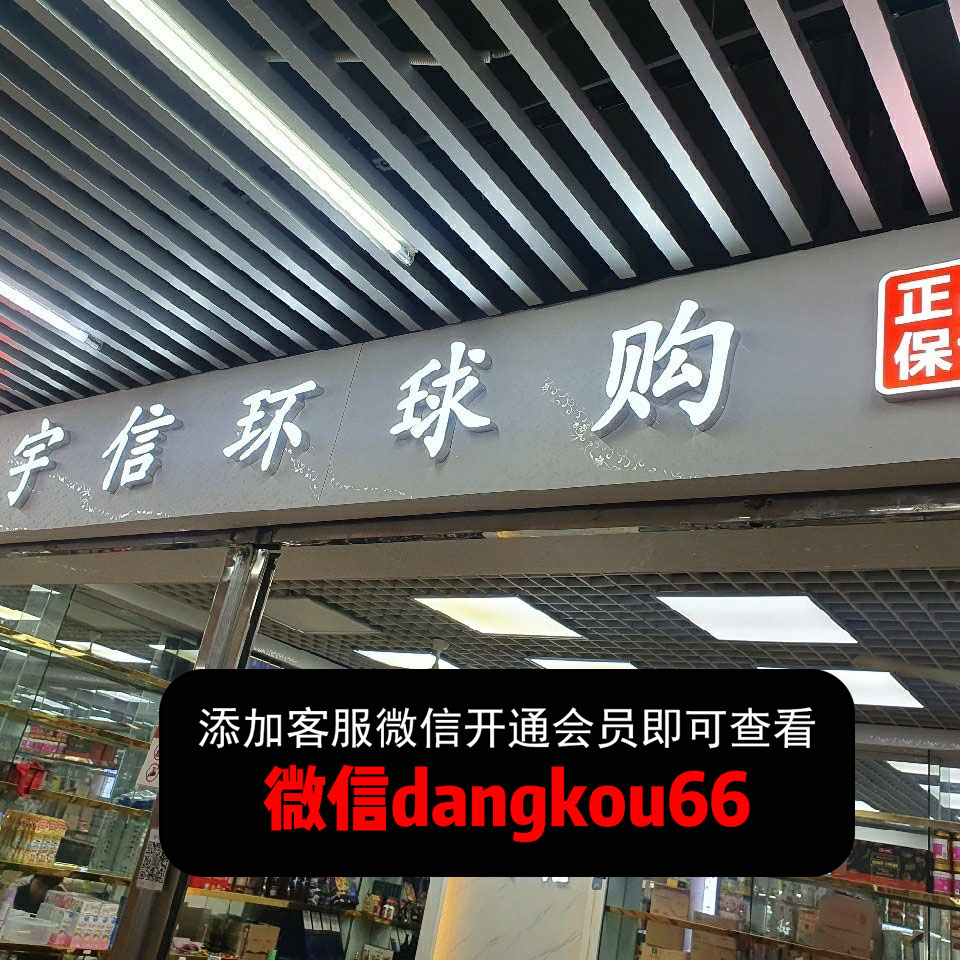 宇信环球购
正
保
添加客服微信开通会员即可查看
微信dangkou66